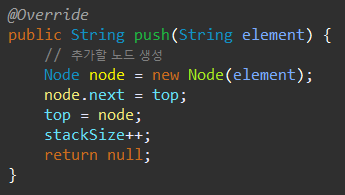 @Override
public String push(String element) {
    // 추가할 노드 생성
    Node node = new Node(element);
    node.next = top;
    top = node;
    stackSize++;
    return null;
}